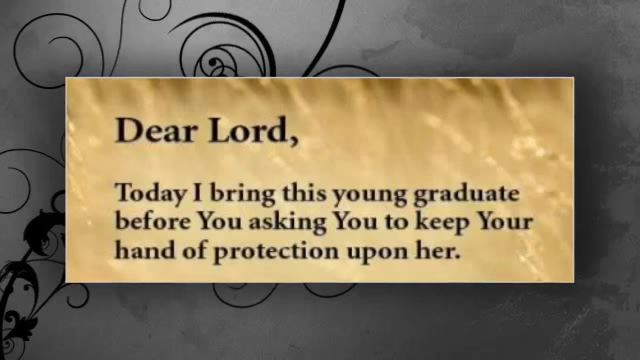 Dear Lord,
Today I bring this young graduate
before You asking You to keep Your
hand of protection upon her.